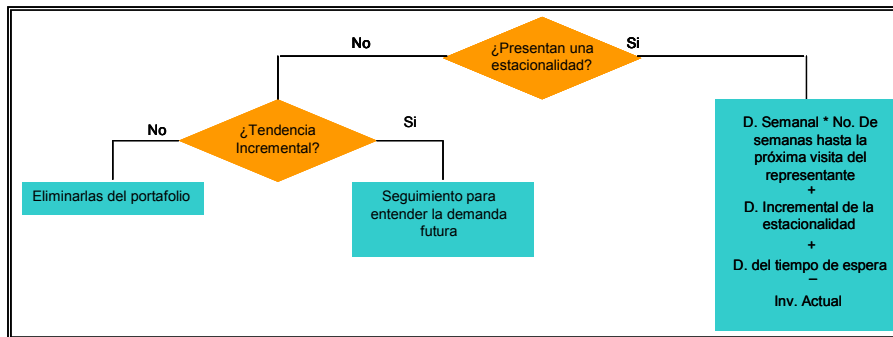 No
¿Presentan una
estacionalidad?
Si
No
¿Tendencia
Incremental?
Si
Eliminarlas del portafolio
Seguimiento para
entender la demanda
futura
D. Semanal * No. De
semanas hasta la
próxima visita del
representante
+
D. Incremental de la
estacionalidad
+
D. del tiempo de espera
–
Inv. Actual